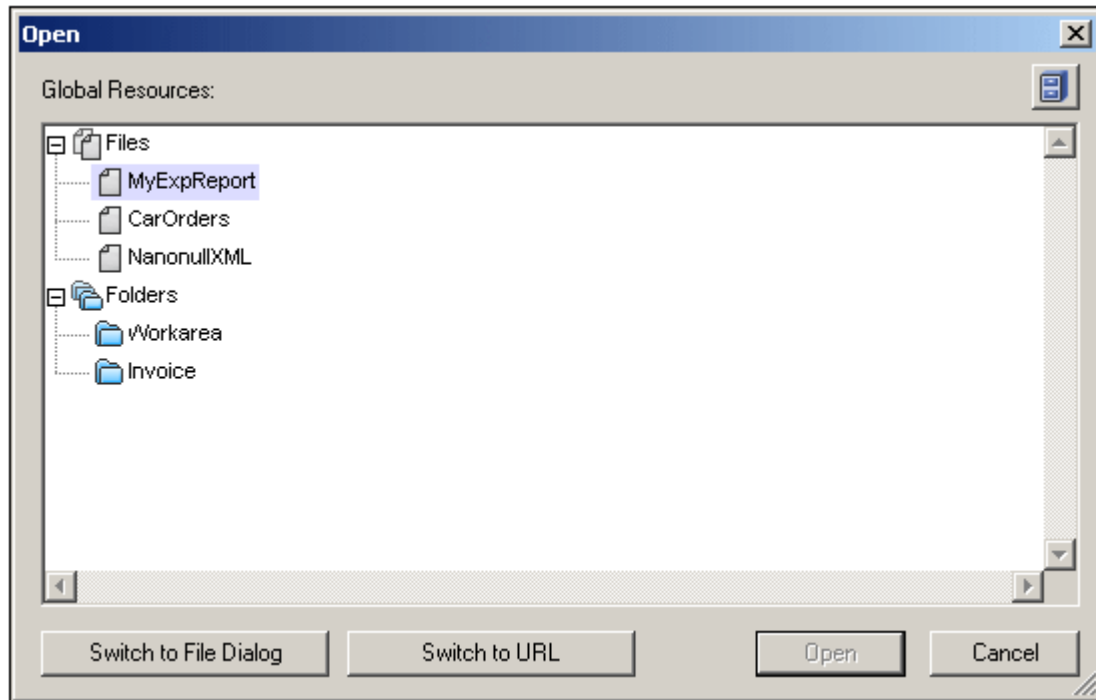 Open
Global Resources:
Files
MyExpReport
CarOrders
NanonullXML
Folders
Workarea
Invoice
Switch to File Dialog
Switch to URL
Open
Cancel